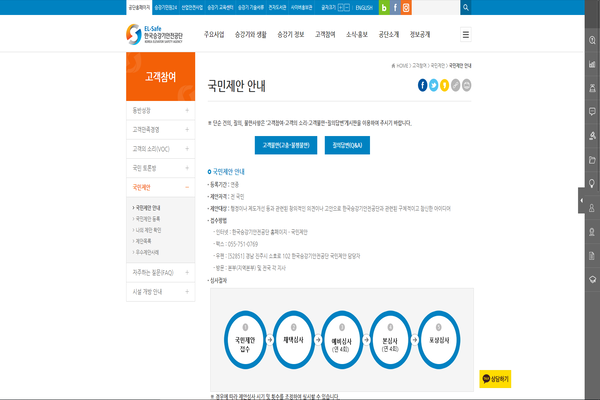 공단홈페이지 승강기민원24 산업안전사업 승강기 교육센터 승강기 기술서류 전자도서관 사이버홍보관 글자크기 + - ENGLISH
EL-Safe
한국승강기안전공단
KOREA ELEVATOR SAFETY AGENCY
주요사업 승강기와 생활 승강기 정보 고객참여 소식·홍보 공단소개 정보공개
HOME > 고객참여 > 국민제안 > 국민제안 안내
고객참여
국민제안 안내
동반성장
고객만족경영
고객의 소리(VOC)
국민 토론방
국민제안
국민제안 안내
국민제안 등록
나의 제안 확인
제안목록
우수제안사례
자주하는 질문(FAQ)
시설 개방 안내
※ 단순 건의, 질의, 불만사항은 '고객참여-고객의 소리-고객불만-질의답변'게시판을 이용하여 주시기 바랍니다.
고객불만(고충·불평불만) 질의답변(Q&A)
국민제안 안내
- 등록기간 : 연중
- 제안자격 : 전 국민
- 제안대상 : 행정이나 제도개선 등과 관련된 창의적인 의견이나 고안으로 한국승강기안전공단과 관련된 구체적이고 참신한 아이디어
- 접수방법
- 인터넷 : 한국승강기안전공단 홈페이지 - 국민제안
- 팩스 : 055-751-0769
- 우편 : [52851] 경남 진주시 소호로 102 한국승강기안전공단 국민제안 담당자
- 방문 : 본부(지역본부) 및 전국 각 지사
- 심사절차
1 2 3 4 5
국민제안 접수 채택심사 예비심사 (연 4회) 본심사 (연 4회) 포상심사
상담하기
※ 경우에 따라 제안심사 시기 및 횟수를 조정하여 실시할 수 있습니다.